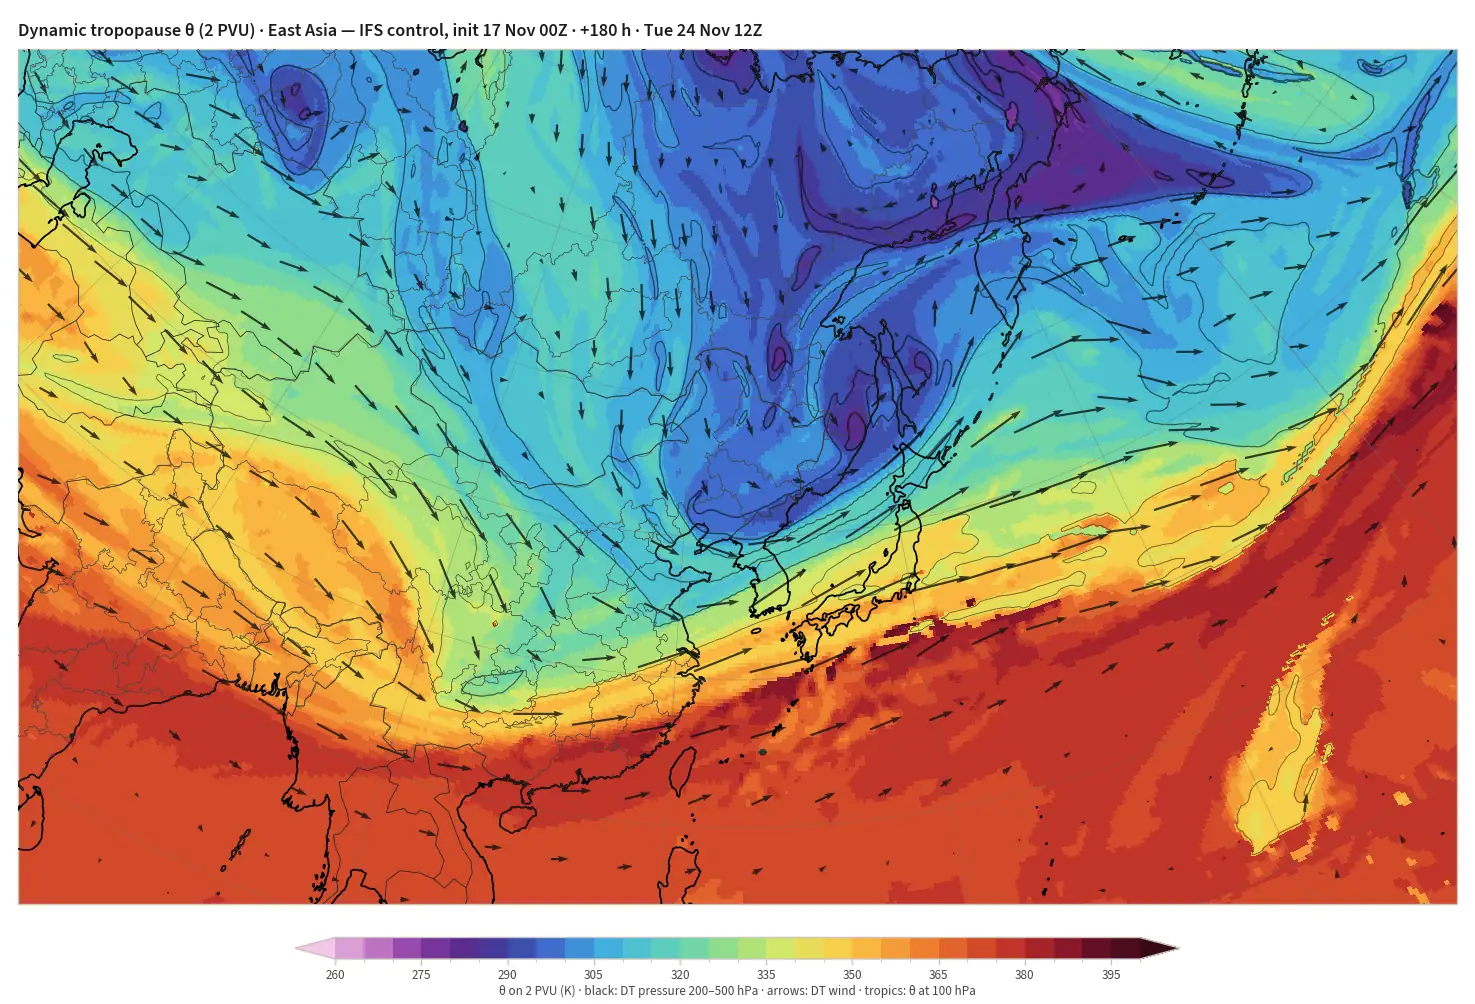 Dynamic tropopause θ (2 PVU) · East Asia — IFS control, init 17 Nov 00Z · +180 h · Tue 24 Nov 12Z
260 275 290 305 320 335 350 365 380 395
θ on 2 PVU (K) · black: DT pressure 200–500 hPa · arrows: DT wind · tropics: θ at 100 hPa